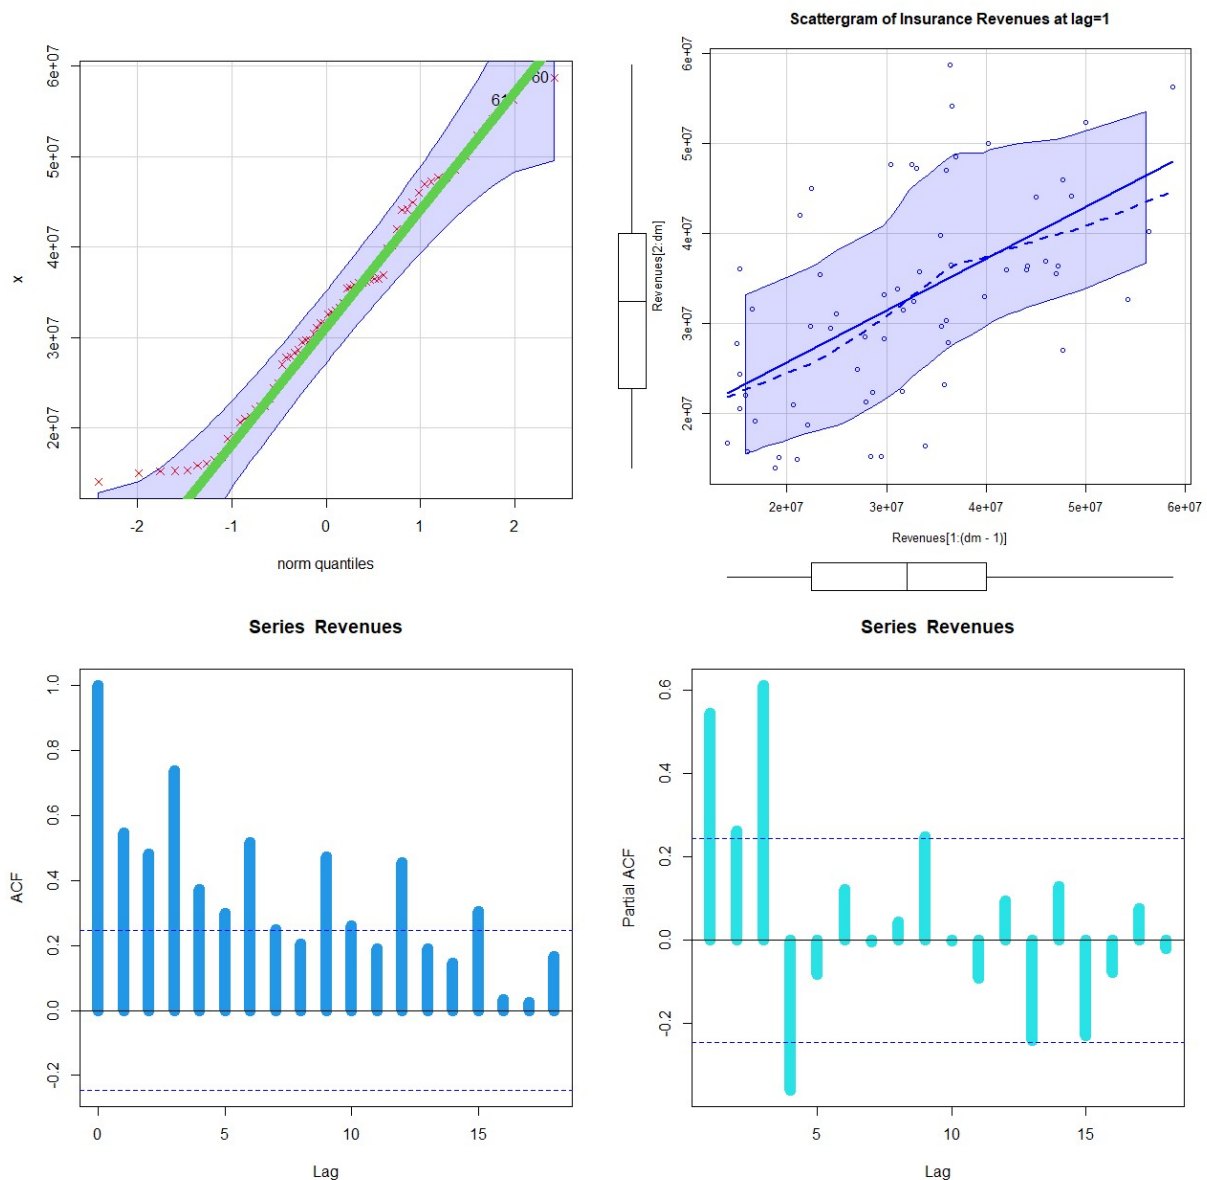 Scattergram of Insurance Revenues at lag=1
x
2e+07 3e+07 4e+07 5e+07 6e+07
60
-2 -1 0 1 2
norm quantiles
Revenues[2:dm]
2e+07 3e+07 4e+07 5e+07 6e+07
2e+07 3e+07 4e+07 5e+07 6e+07
Revenues[1:(dm - 1)]
Series Revenues
ACF
-0.2 0.0 0.2 0.4 0.6 0.8 1.0
0 5 10 15
Lag
Series Revenues
Partial ACF
-0.2 0.0 0.2 0.4 0.6
5 10 15
Lag